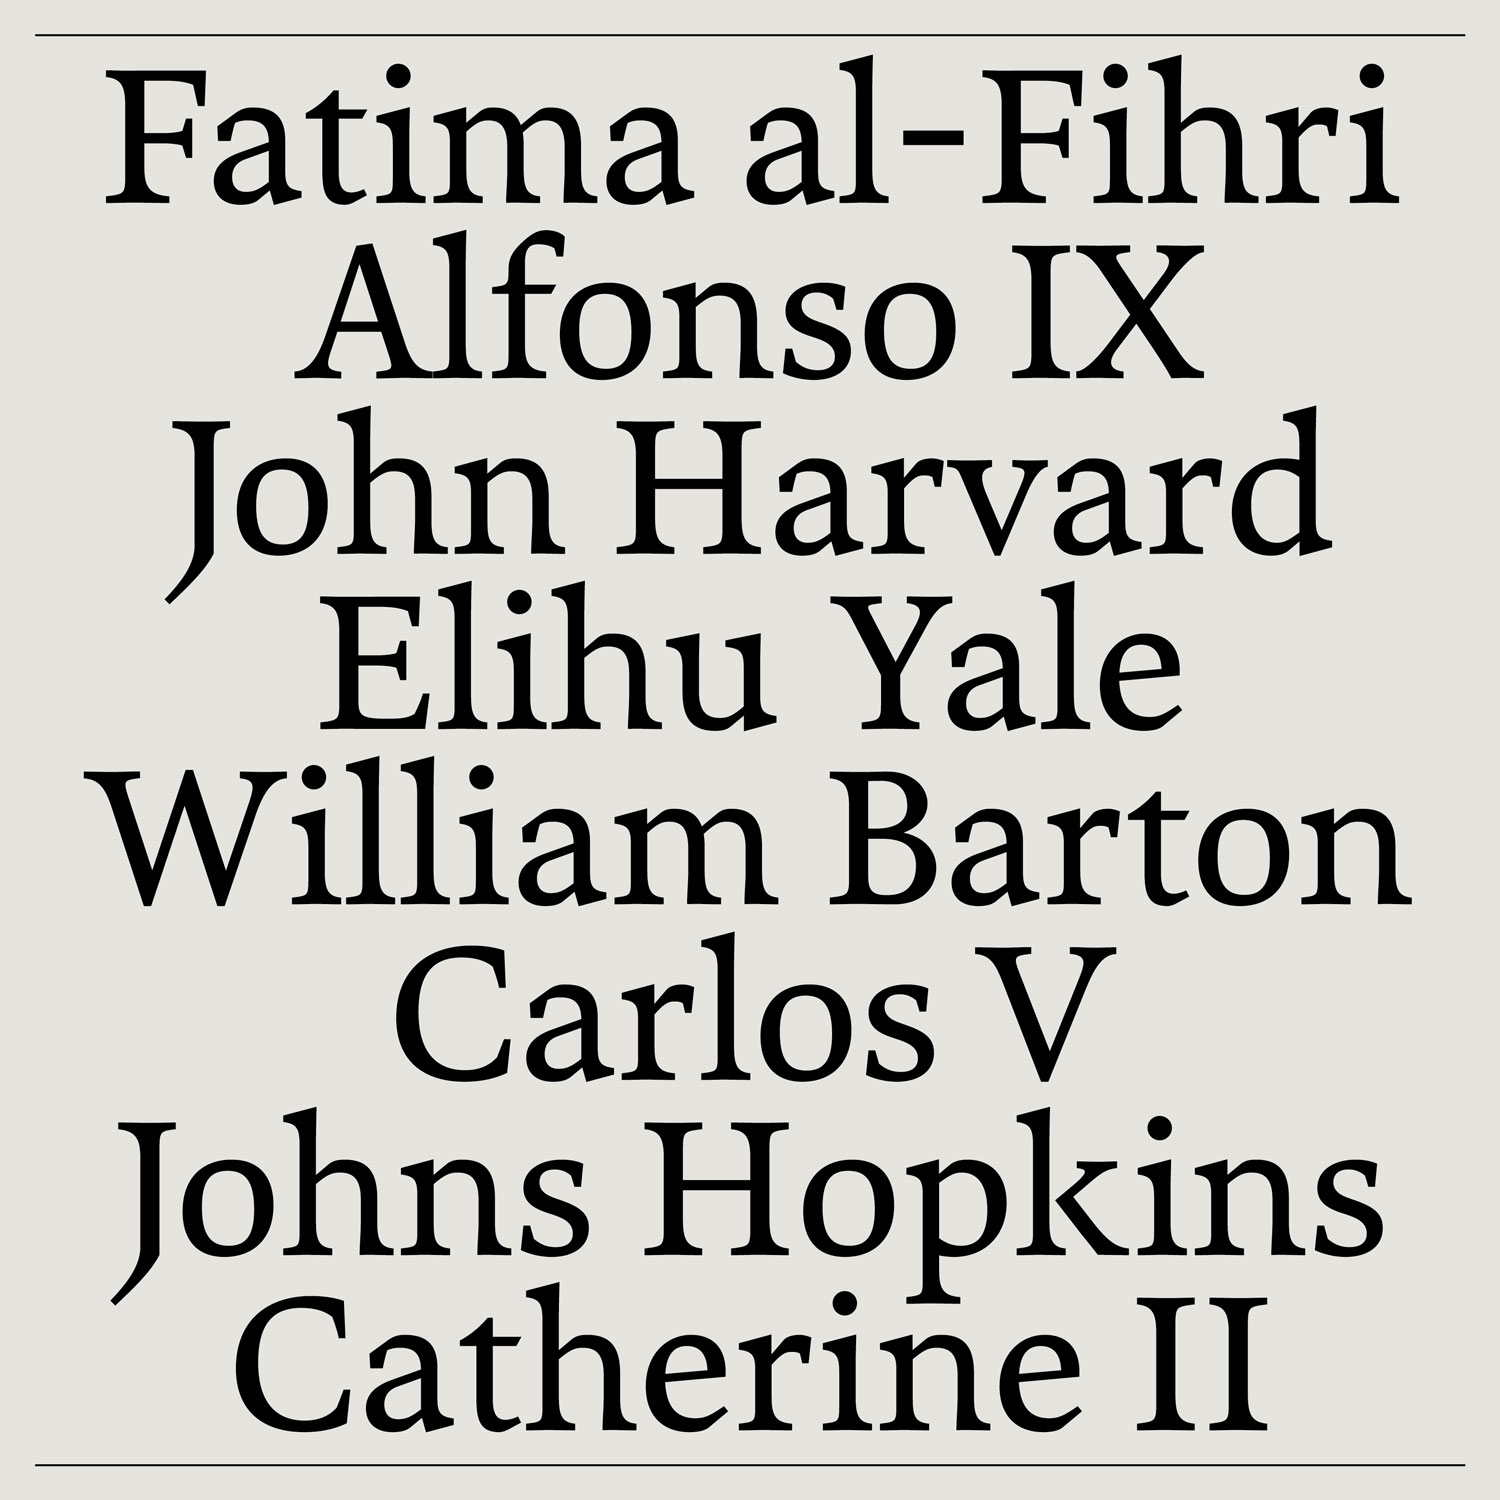 Fatima al-Fihri
Alfonso IX
John Harvard
Elihu Yale
William Barton
Carlos V
Johns Hopkins
Catherine II